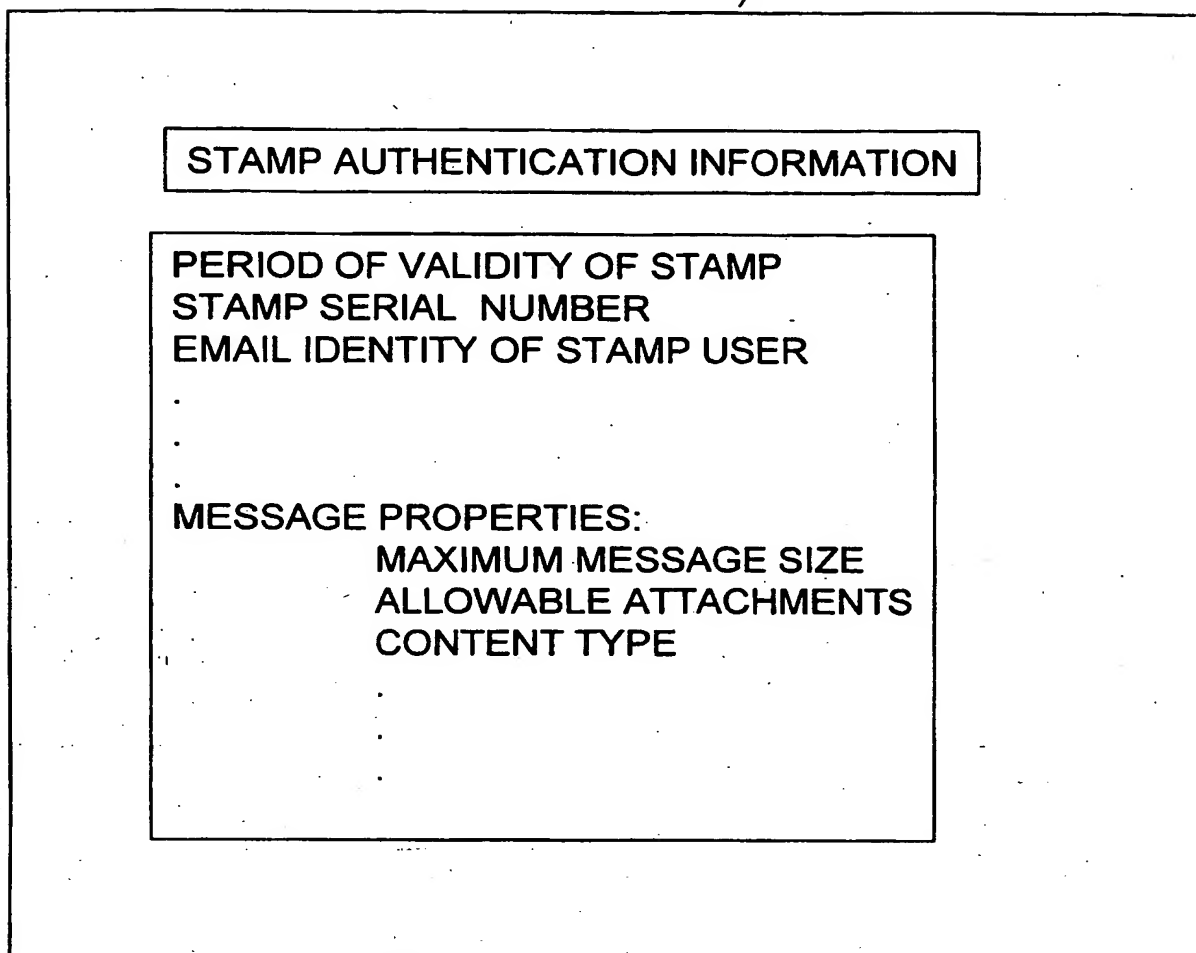 STAMP AUTHENTICATION INFORMATION
PERIOD OF VALIDITY OF STAMP
STAMP SERIAL NUMBER
EMAIL IDENTITY OF STAMP USER
.
.
.
MESSAGE PROPERTIES:
MAXIMUM MESSAGE SIZE
ALLOWABLE ATTACHMENTS
CONTENT TYPE
.
.
.